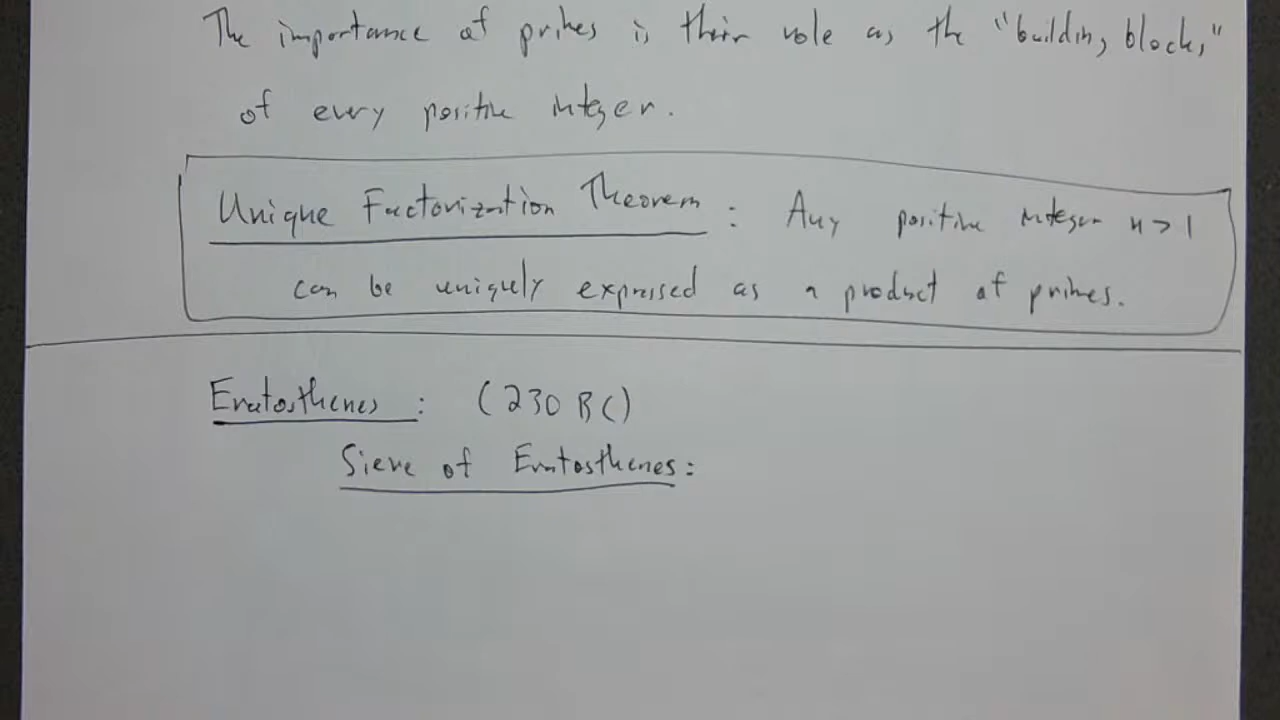 The importance of primes is their role as the "building blocks"
of every positive integer.
Unique Factorization Theorem : Any positive integer n > 1
can be uniquely expressed as a product of primes.
Eratosthenes : (230 BC)
Sieve of Eratosthenes :